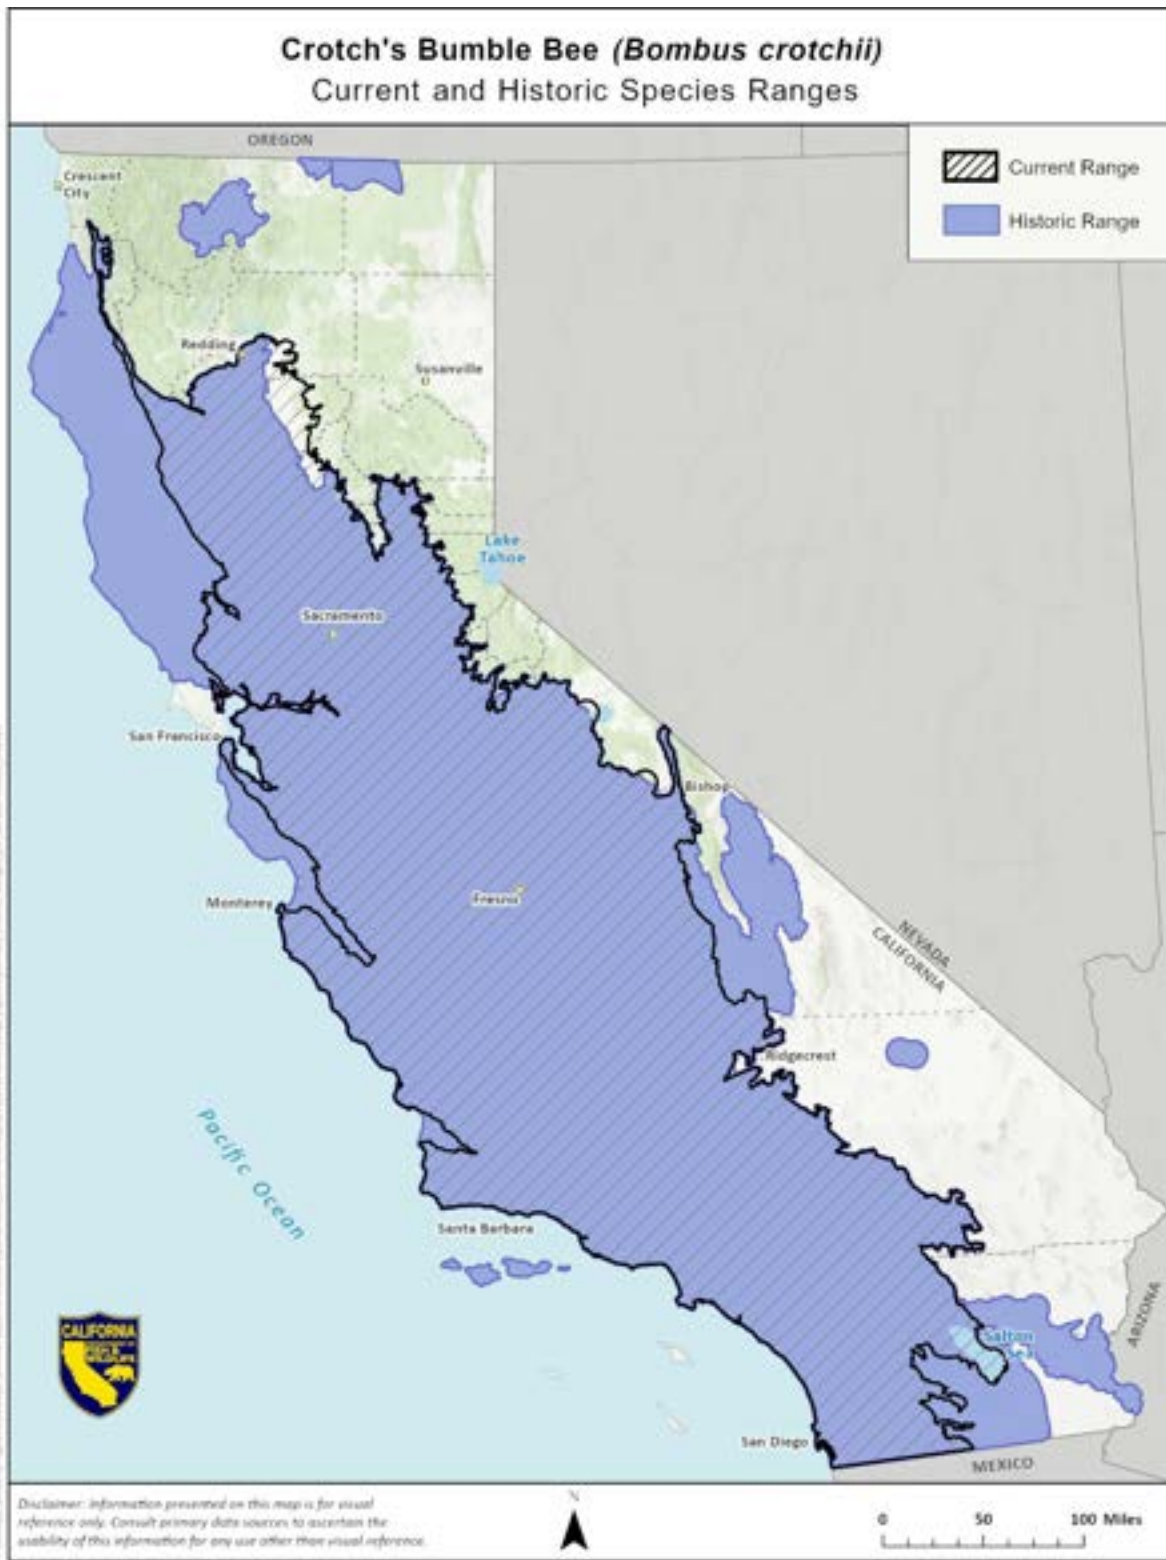 Crotch's Bumble Bee (Bombus crotchii)
Current and Historic Species Ranges
OREGON
Current Range
Historic Range
Crescent
City
Redding
Susanville
Lake
Tahoe
Sacramento
San Francisco
Bishop
Monterey
Fresno
NEVADA
CALIFORNIA
Ridgecrest
Pacific Ocean
Santa Barbara
CALIFORNIA
FISH &
WILDLIFE
Salton
Sea
ARIZONA
San Diego
MEXICO
Disclaimer: Information presented on this map is for visual
reference only. Consult primary data sources to ascertain the
usability of this information for any use other than visual reference.
N
0 50 100 Miles